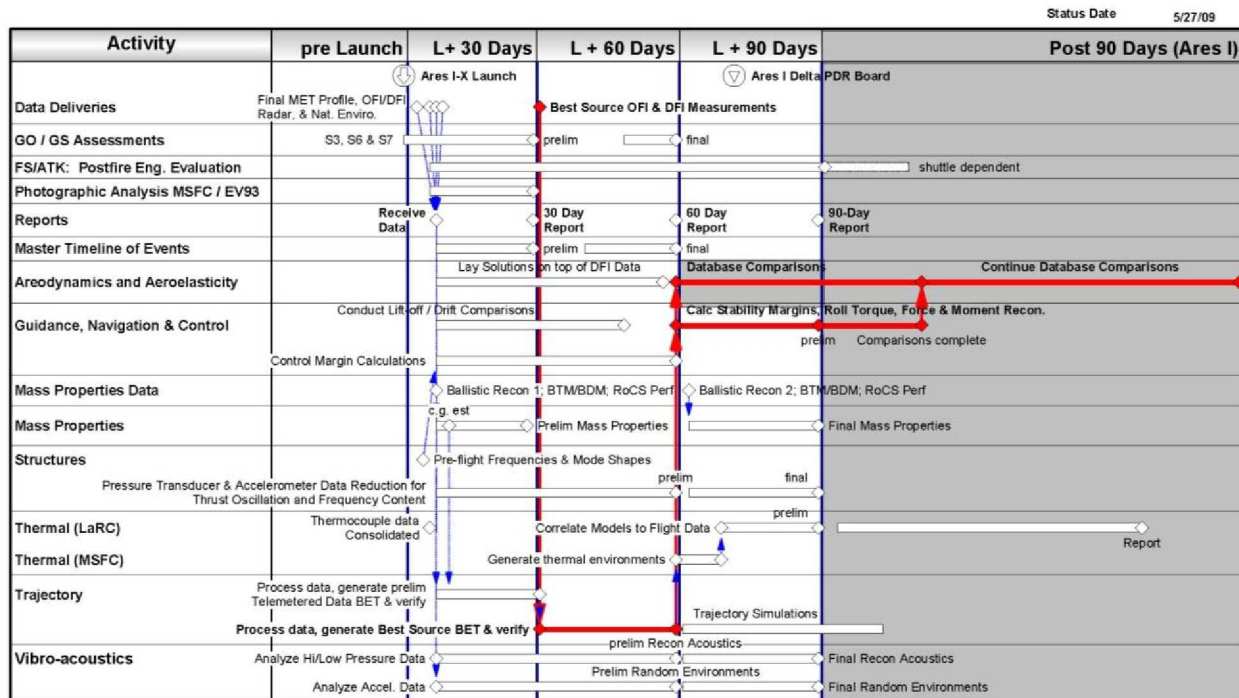 Status Date 5/27/09
Activity pre Launch L+ 30 Days L + 60 Days L + 90 Days Post 90 Days (Ares I)
Ares I-X Launch Ares I Delta PDR Board
Data Deliveries
Final MET Profile, OFI/DFI
Radar, & Nat. Enviro.
Best Source OFI & DFI Measurements
GO / GS Assessments S3, S6 & S7 prelim final
FS/ATK: Postfire Eng. Evaluation shuttle dependent
Photographic Analysis MSFC / EV93
Reports
Receive
Data
30 Day
Report
60 Day
Report
90-Day
Report
Master Timeline of Events prelim final
Lay Solutions on top of DFI Data Database Comparisons Continue Database Comparisons
Areodynamics and Aeroelasticity
Conduct Lift-off / Drift Comparisons Calc Stability Margins, Roll Torque, Force & Moment Recon.
Guidance, Navigation & Control
prelim Comparisons complete
Control Margin Calculations
Mass Properties Data Ballistic Recon 1; BTM/BDM; RoCS Perf Ballistic Recon 2; BTM/BDM; RoCS Perf
c.g. est
Mass Properties Prelim Mass Properties Final Mass Properties
Structures Pre-flight Frequencies & Mode Shapes
prelim final
Pressure Transducer & Accelerometer Data Reduction for
Thrust Oscillation and Frequency Content
prelim
Thermal (LaRC)
Thermocouple data
Consolidated
Correlate Models to Flight Data
Report
Thermal (MSFC) Generate thermal environments
Trajectory
Process data, generate prelim
Telemetered Data BET & verify
Trajectory Simulations
Process data, generate Best Source BET & verify
prelim Recon Acoustics
Vibro-acoustics Analyze Hi/Low Pressure Data Final Recon Acoustics
Prelim Random Environments
Analyze Accel. Data Final Random Environments